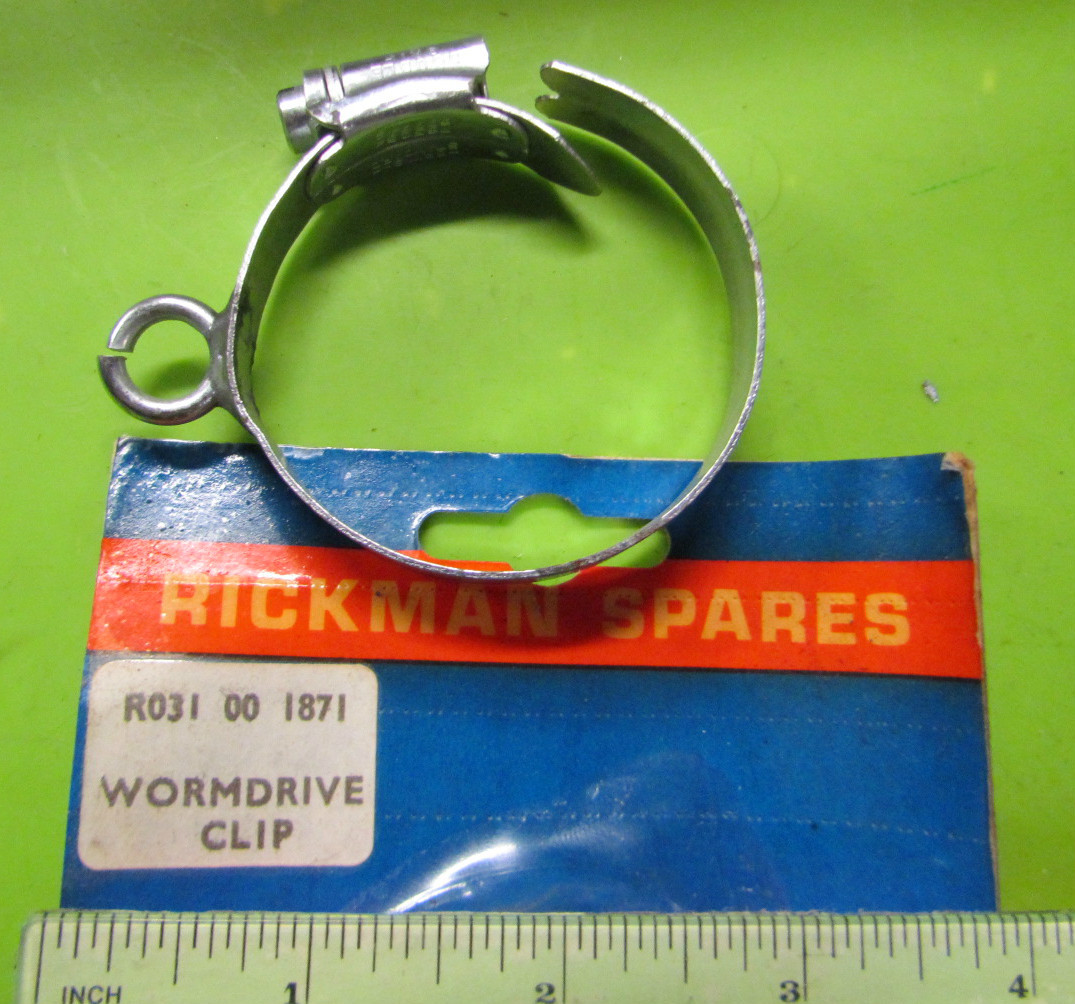 RICKMAN SPARES
R031 00 1871
WORMDRIVE
CLIP
INCH 1 2 3 4